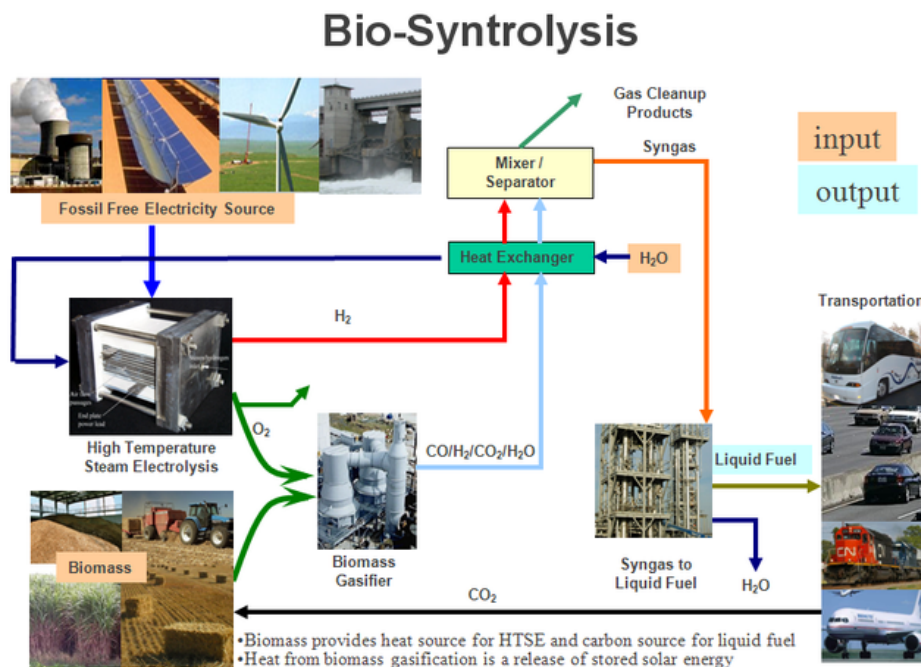 Bio-Syntrolysis
Gas Cleanup
Products
Syngas
input
output
Mixer /
Separator
Fossil Free Electricity Source
Heat Exchanger
H₂O
Transportation
H₂
O₂
High Temperature
Steam Electrolysis
CO/H₂/CO₂/H₂O
Liquid Fuel
Biomass
Biomass
Gasifier
Syngas to
Liquid Fuel
H₂O
CN
CO₂
•Biomass provides heat source for HTSE and carbon source for liquid fuel
•Heat from biomass gasification is a release of stored solar energy